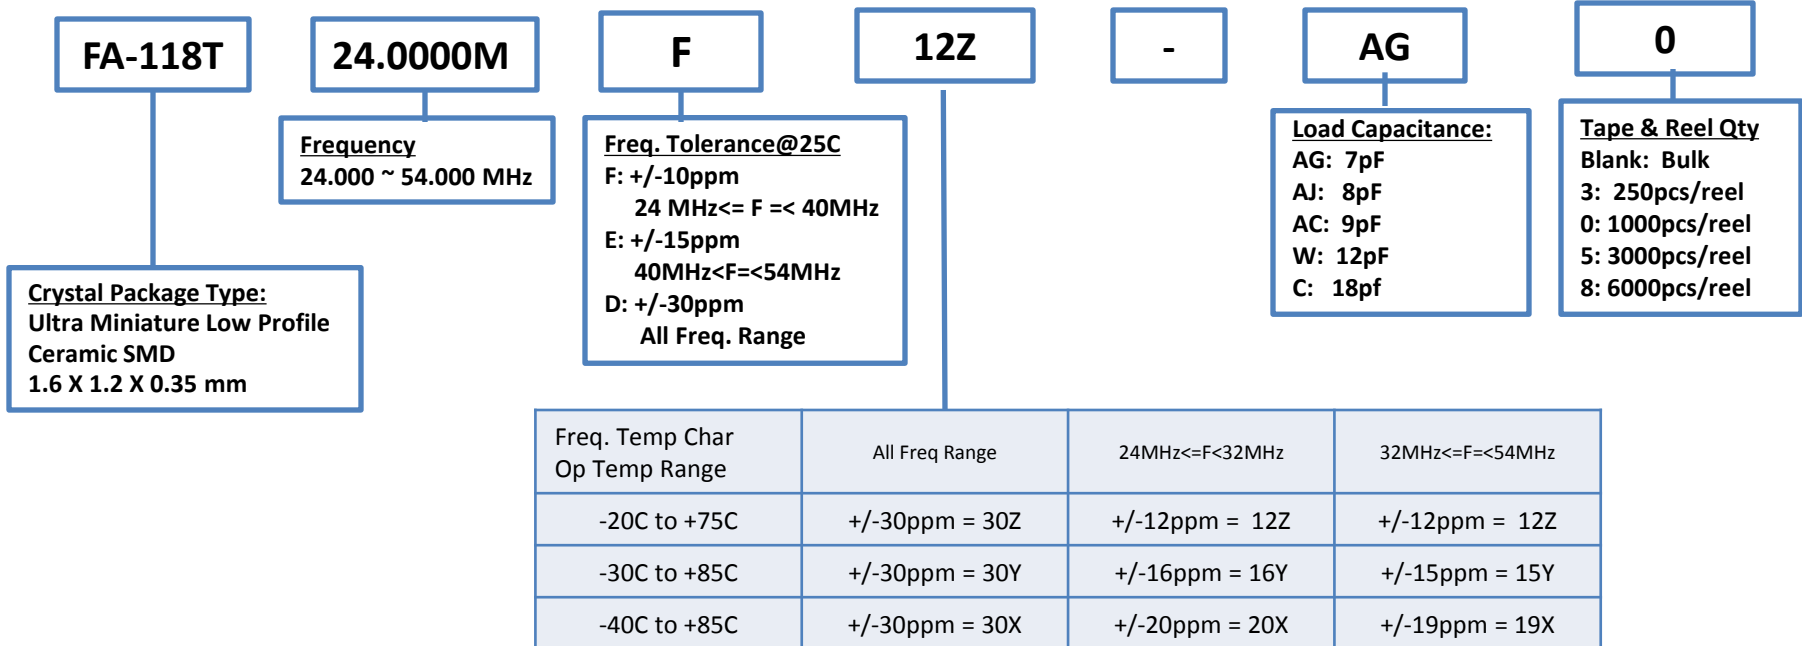 FA-118T
24.0000M
F
12Z
-
AG
0
Frequency
24.000 ~ 54.000 MHz
Freq. Tolerance@25C
F: +/-10ppm
24 MHz<= F =< 40MHz
E: +/-15ppm
40MHz<F=<54MHz
D: +/-30ppm
All Freq. Range
Load Capacitance:
AG: 7pF
AJ: 8pF
AC: 9pF
W: 12pF
C: 18pf
Tape & Reel Qty
Blank: Bulk
3: 250pcs/reel
0: 1000pcs/reel
5: 3000pcs/reel
8: 6000pcs/reel
Crystal Package Type:
Ultra Miniature Low Profile
Ceramic SMD
1.6 X 1.2 X 0.35 mm
Freq. Temp Char
Op Temp Range
All Freq Range
24MHz<=F<32MHz
32MHz<=F=<54MHz
-20C to +75C
+/-30ppm = 30Z
+/-12ppm = 12Z
+/-12ppm = 12Z
-30C to +85C
+/-30ppm = 30Y
+/-16ppm = 16Y
+/-15ppm = 15Y
-40C to +85C
+/-30ppm = 30X
+/-20ppm = 20X
+/-19ppm = 19X